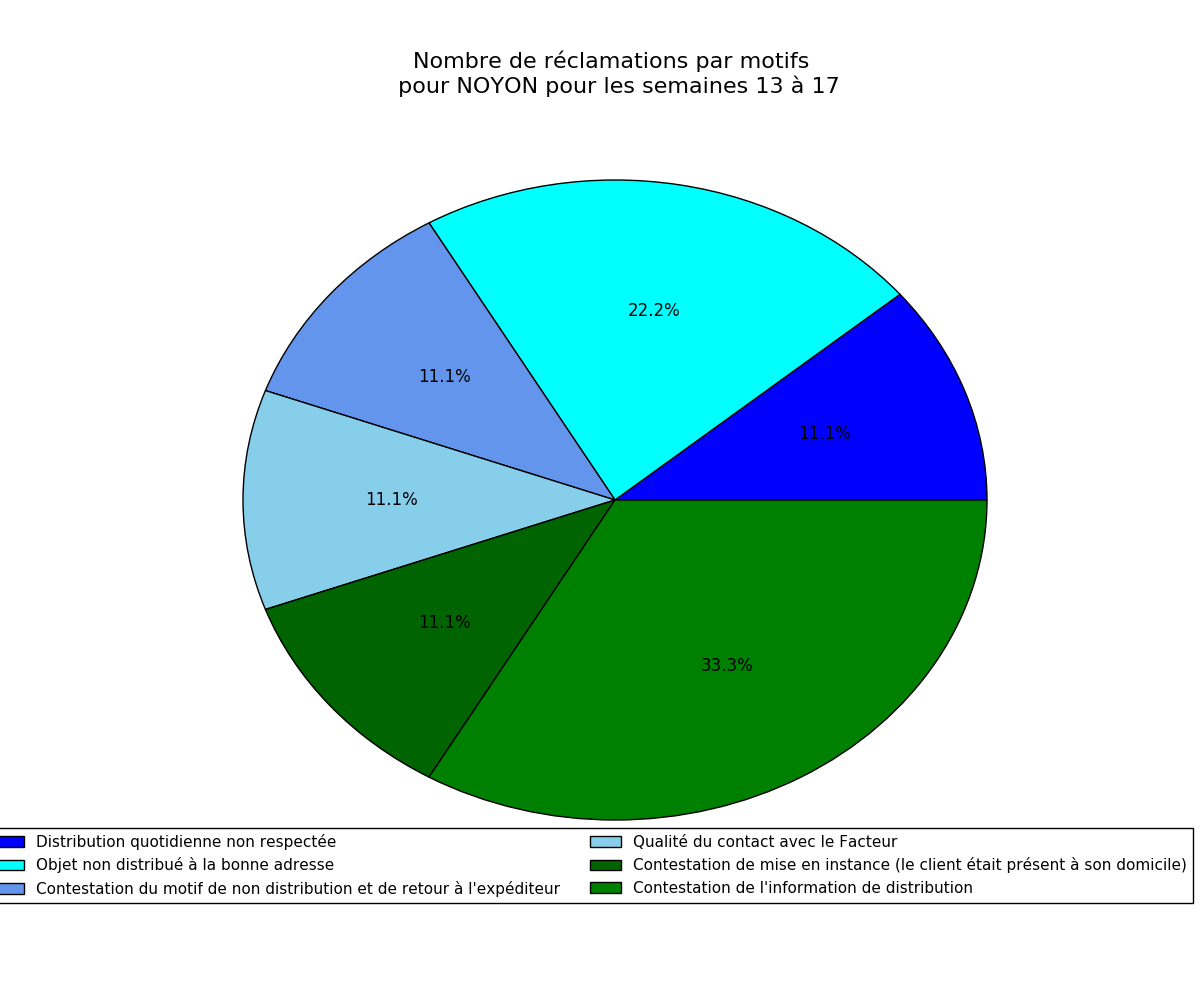 Nombre de réclamations par motifs
pour NOYON pour les semaines 13 à 17
22.2%
11.1%
11.1%
11.1%
11.1%
33.3%
Distribution quotidienne non respectée
Objet non distribué à la bonne adresse
Contestation du motif de non distribution et de retour à l'expéditeur
Qualité du contact avec le Facteur
Contestation de mise en instance (le client était présent à son domicile)
Contestation de l'information de distribution